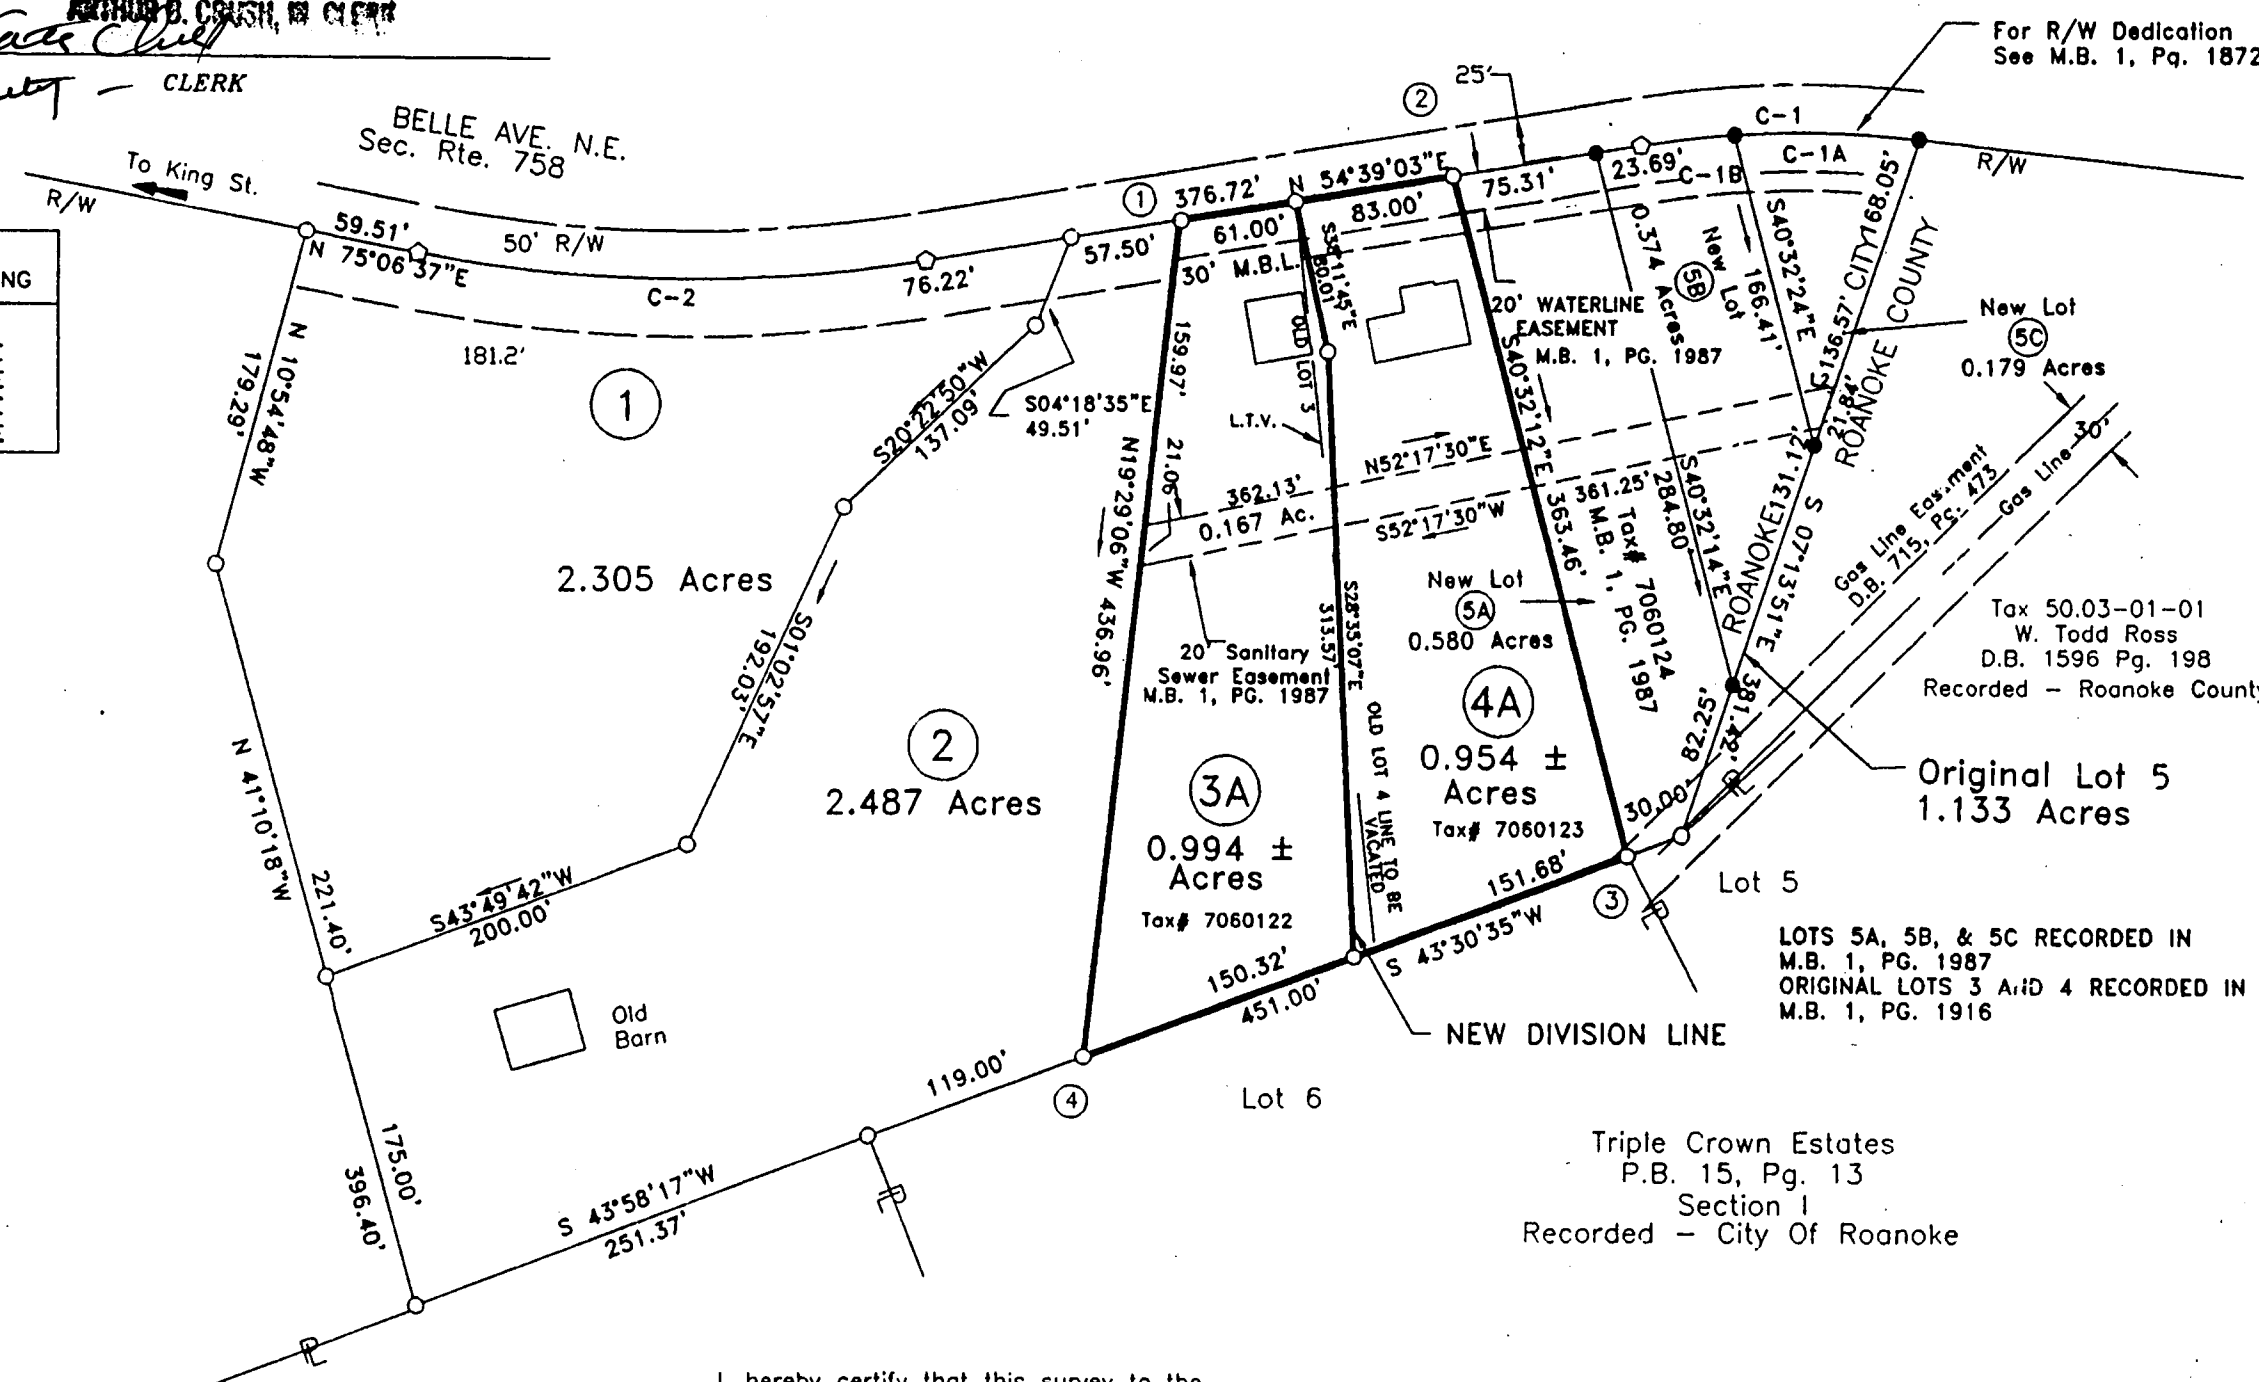 ARTHUR B. CRUSH, III CLERK
CLERK
For R/W Dedication
See M.B. 1, Pg. 1872
BELLE AVE. N.E.
Sec. Rte. 758
To King St.
R/W
NG
59.51'
N 75°06'37"E
50' R/W
C-2
181.2'
76.22'
57.50'
1
376.72'
N 54°39'03"E
61.00'
83.00'
30' M.B.L.
2
25'
75.31'
23.69'
C-1
C-1A
C-1B
R/W
N 10°54'48"W
179.29'
1
2.305 Acres
S20°22'50"W
137.09'
S04°18'35"E
49.51'
S01°02'57"E
192.03'
N 41°10'18"W
221.40'
S43°49'42"W
200.00'
2
2.487 Acres
Old
Barn
175.00'
396.40'
S 43°58'17"W
251.37'
119.00'
159.97'
21.06
N19°29'06"W 436.96'
80.01'
OLD LOT 3
L.T.V.
362.13'
0.167 Ac.
N52°17'30"E
S52°17'30"W
361.25'
20' Sanitary
Sewer Easement
M.B. 1, PG. 1987
3A
0.994 ±
Acres
Tax# 7060122
S28°35'07"E
313.57'
OLD LOT 4 LINE TO BE
VACATED
20' WATERLINE
EASEMENT
M.B. 1, PG. 1987
S40°32'12"E 363.46'
New Lot
5A
0.580 Acres
4A
0.954 ±
Acres
Tax# 7060123
Tax# 7060124
M.B. 1, PG. 1987
0.374 Acres
5B
New Lot
S40°32'14"E
284.80'
S40°32'24"E
166.41'
168.05'
136.57'
21.84'
131.12'
ROANOKE CITY
ROANOKE COUNTY
S 07°13'51"E
381.42'
82.25'
30.00'
New Lot
5C
0.179 Acres
Gas Line Easement
D.B. 715, PG. 473
Gas Line
30'
Tax 50.03-01-01
W. Todd Ross
D.B. 1596 Pg. 198
Recorded – Roanoke County
Original Lot 5
1.133 Acres
151.68'
150.32'
S 43°30'35"W
451.00'
3
4
Lot 5
Lot 6
NEW DIVISION LINE
LOTS 5A, 5B, & 5C RECORDED IN
M.B. 1, PG. 1987
ORIGINAL LOTS 3 AND 4 RECORDED IN
M.B. 1, PG. 1916
Triple Crown Estates
P.B. 15, Pg. 13
Section I
Recorded – City Of Roanoke
I hereby certify that this survey to the